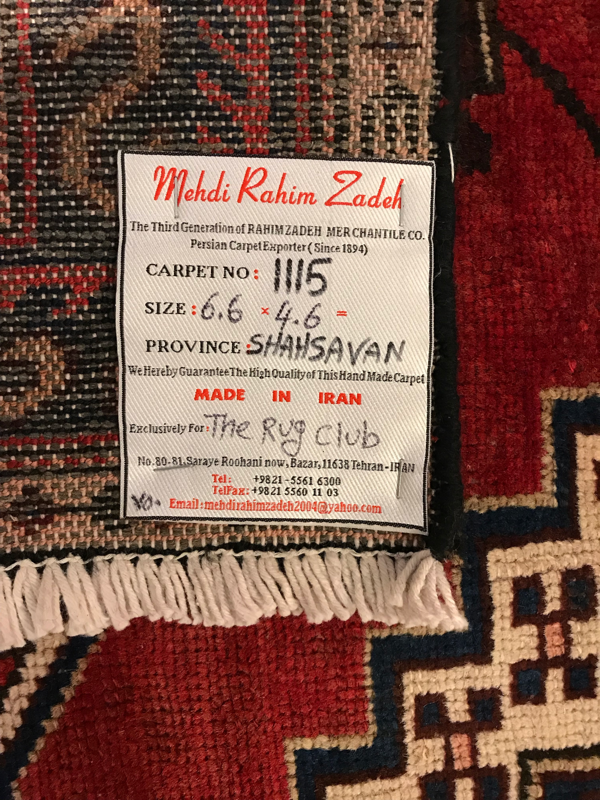 Mehdi Rahim Zadeh
The Third Generation of RAHIMZADEH MERCHANTILE CO.
Persian Carpet Exporter ( Since 1894)
CARPET NO : 1115
SIZE : 6.6 × 4.6 =
PROVINCE : SHAHSAVAN
We Hereby Guarantee The High Quality of This Hand Made Carpet
MADE IN IRAN
Exclusively For : The Rug Club
No. 80-81, Saraye Roohani now, Bazar, 11638 Tehran - IRAN
Tel : +9821 - 5561 6300
TelFax : +9821 5560 11 03
Email : mehdirahimzadeh2004@yahoo.com